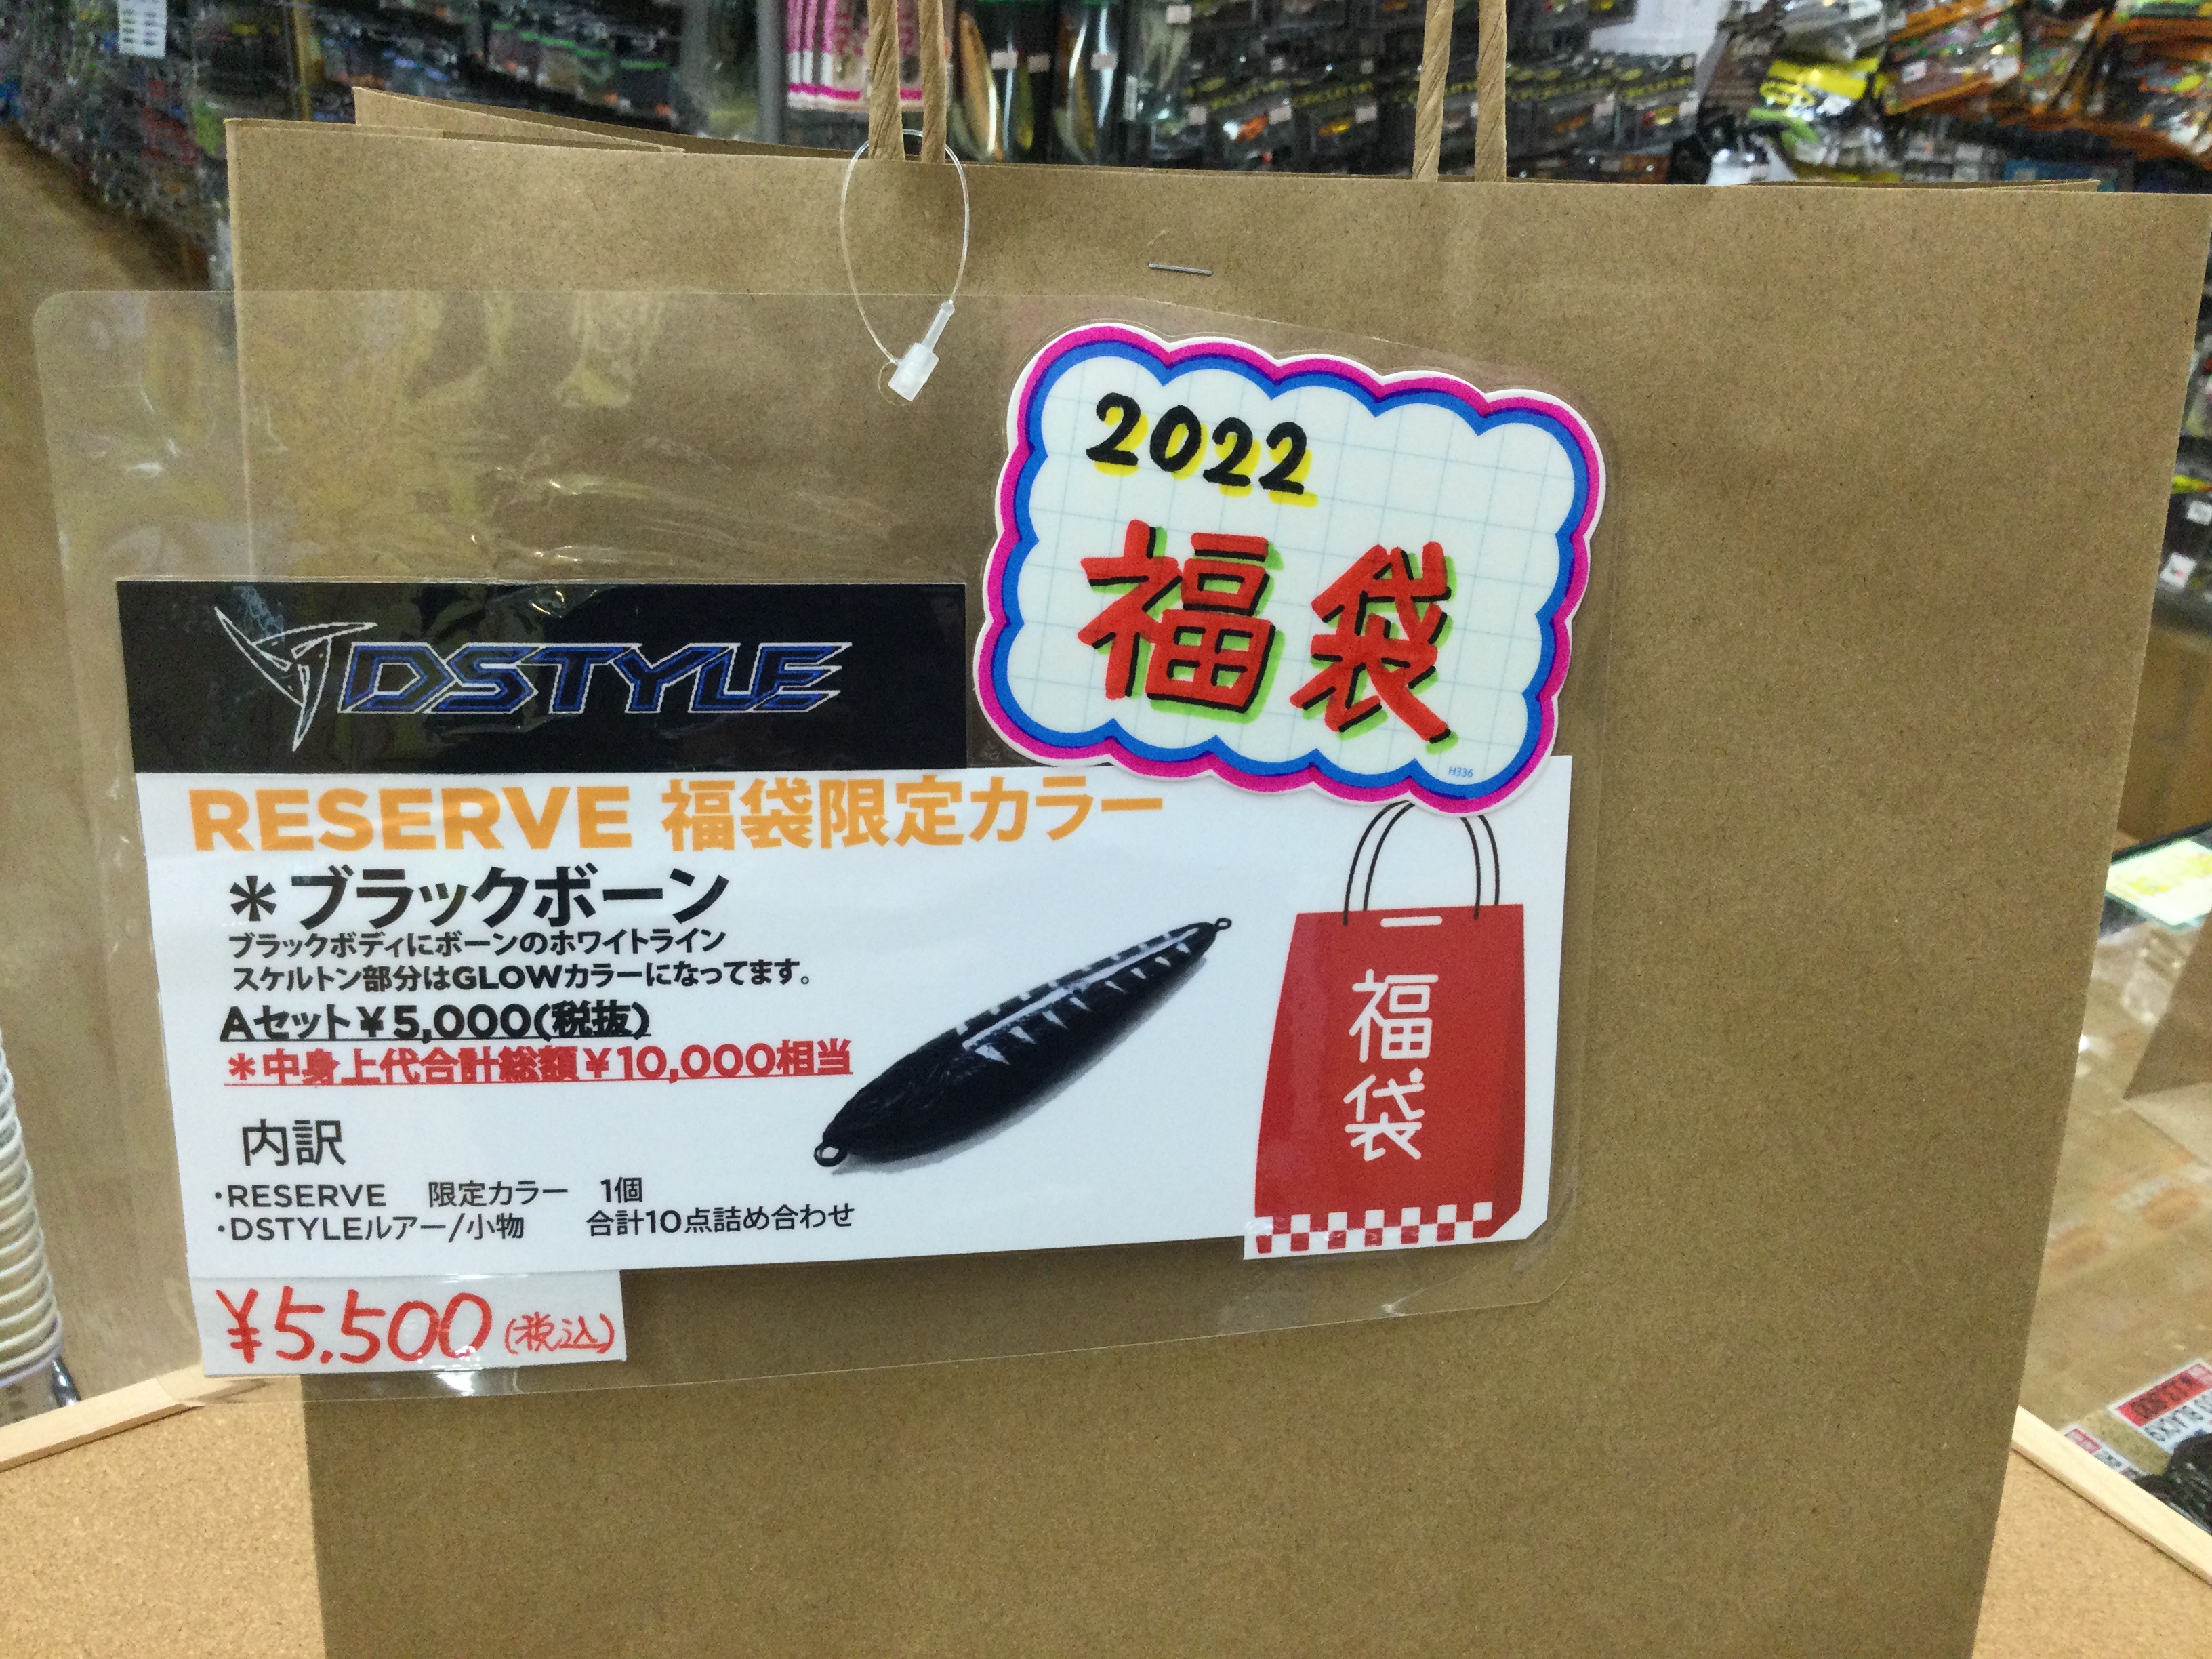 2022
福袋
H336
DSTYLE
RESERVE 福袋限定カラー
＊ブラックボーン
ブラックボディにボーンのホワイトライン
スケルトン部分はGLOWカラーになってます。
Aセット¥5,000(税抜)
＊中身上代合計総額¥10,000相当
内訳
・RESERVE 限定カラー 1個
・DSTYLEルアー/小物 合計10点詰め合わせ
福袋
¥5,500(税込)